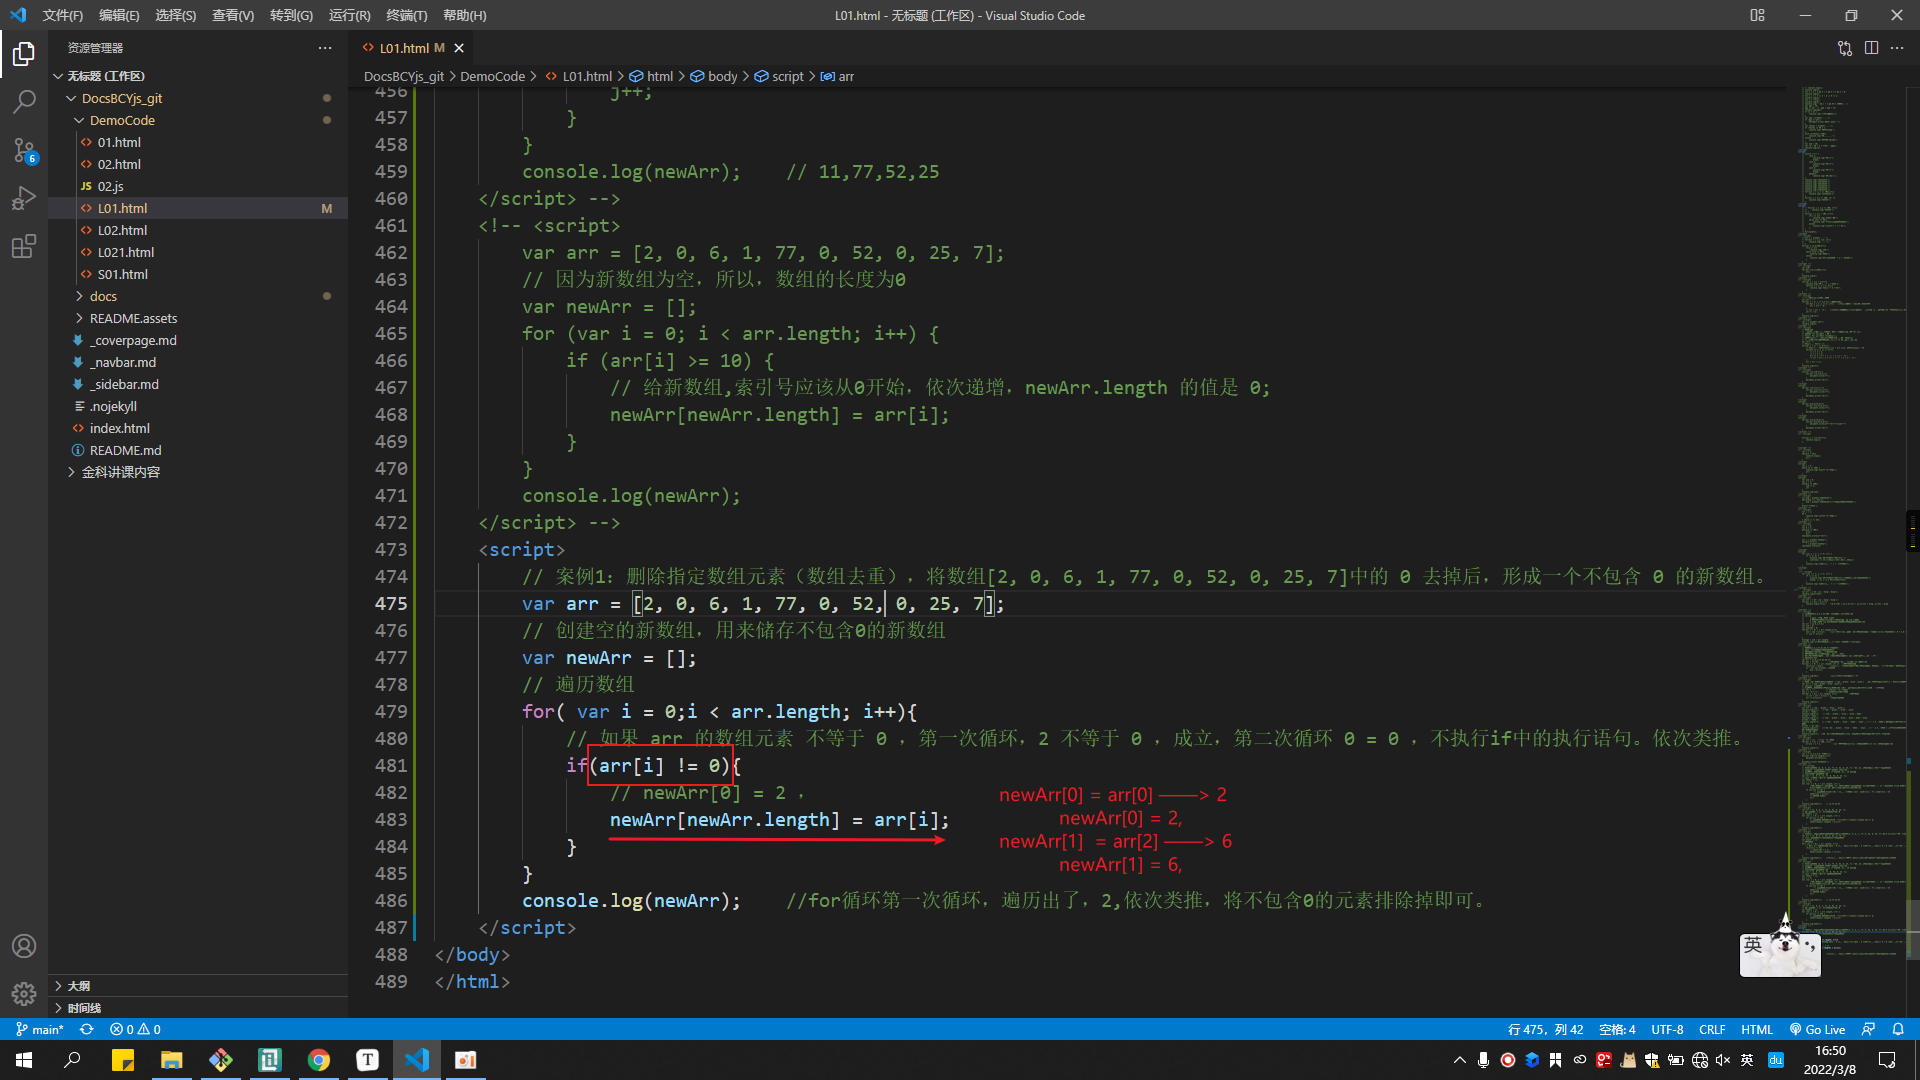 文件(F) 编辑(E) 选择(S) 查看(V) 转到(G) 运行(R) 终端(T) 帮助(H)
L01.html - 无标题 (工作区) - Visual Studio Code
资源管理器
L01.html M
无标题 (工作区)
DocsBCYjs_git > DemoCode > L01.html > html > body > script > arr
DocsBCYjs_git
DemoCode
01.html
02.html
JS 02.js
L01.html M
L02.html
L021.html
S01.html
docs
README.assets
_coverpage.md
_navbar.md
_sidebar.md
.nojekyll
index.html
README.md
金科讲课内容
大纲
时间线
6
456 j++;
457 }
458 }
459 console.log(newArr); // 11,77,52,25
460 </script> -->
461 <!-- <script>
462 var arr = [2, 0, 6, 1, 77, 0, 52, 0, 25, 7];
463 // 因为新数组为空，所以，数组的长度为0
464 var newArr = [];
465 for (var i = 0; i < arr.length; i++) {
466 if (arr[i] >= 10) {
467 // 给新数组,索引号应该从0开始，依次递增，newArr.length 的值是 0;
468 newArr[newArr.length] = arr[i];
469 }
470 }
471 console.log(newArr);
472 </script> -->
473 <script>
474 // 案例1：删除指定数组元素（数组去重），将数组[2, 0, 6, 1, 77, 0, 52, 0, 25, 7]中的 0 去掉后，形成一个不包含 0 的新数组。
475 var arr = [2, 0, 6, 1, 77, 0, 52, 0, 25, 7];
476 // 创建空的新数组，用来储存不包含0的新数组
477 var newArr = [];
478 // 遍历数组
479 for( var i = 0;i < arr.length; i++){
480 // 如果 arr 的数组元素 不等于 0 ，第一次循环，2 不等于 0 ，成立，第二次循环 0 = 0 ，不执行if中的执行语句。依次类推。
481 if(arr[i] != 0){
482 // newArr[0] = 2 ，
483 newArr[newArr.length] = arr[i];
484 }
485 }
486 console.log(newArr); //for循环第一次循环，遍历出了，2,依次类推，将不包含0的元素排除掉即可。
487 </script>
488 </body>
489 </html>
newArr[0] = arr[0] ——> 2
newArr[0] = 2,
newArr[1] = arr[2] ——> 6
newArr[1] = 6,
英
main* 0 0
行 475，列 42 空格: 4 UTF-8 CRLF HTML Go Live
T
英 du
16:50
2022/3/8